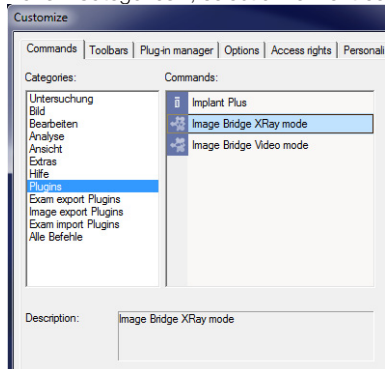 Customize
Commands Toolbars Plug-in manager Options Access rights Personali
Categories: Commands:
Untersuchung
Bild
Bearbeiten
Analyse
Ansicht
Extras
Hilfe
Plugins
Exam export Plugins
Image export Plugins
Exam import Plugins
Alle Befehle
Implant Plus
Image Bridge XRay mode
Image Bridge Video mode
Description: Image Bridge XRay mode